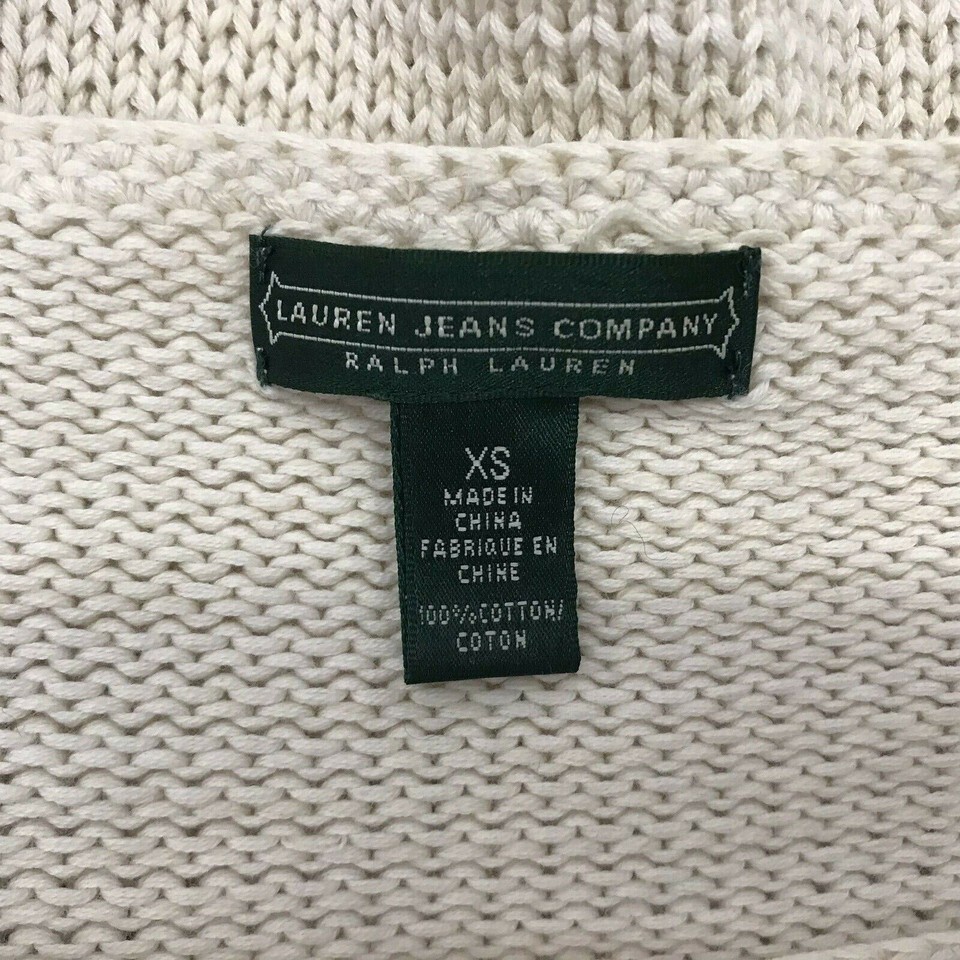 LAUREN JEANS COMPANY
RALPH LAUREN
XS
MADE IN
CHINA
FABRIQUE EN
CHINE
100% COTTON/
COTON